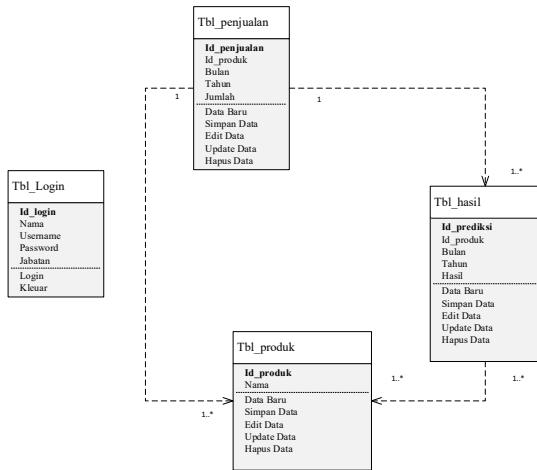 Tbl_penjualan
Id_penjualan
Id_produk
Bulan
Tahun
Jumlah
Data Baru
Simpan Data
Edit Data
Update Data
Hapus Data
1
1
1..*
Tbl_Login
Id_login
Nama
Username
Password
Jabatan
Login
Kleuar
Tbl_hasil
Id_prediksi
Id_produk
Bulan
Tahun
Hasil
Data Baru
Simpan Data
Edit Data
Update Data
Hapus Data
Tbl_produk
Id_produk
Nama
Data Baru
Simpan Data
Edit Data
Update Data
Hapus Data
1..*
1..*
1..*